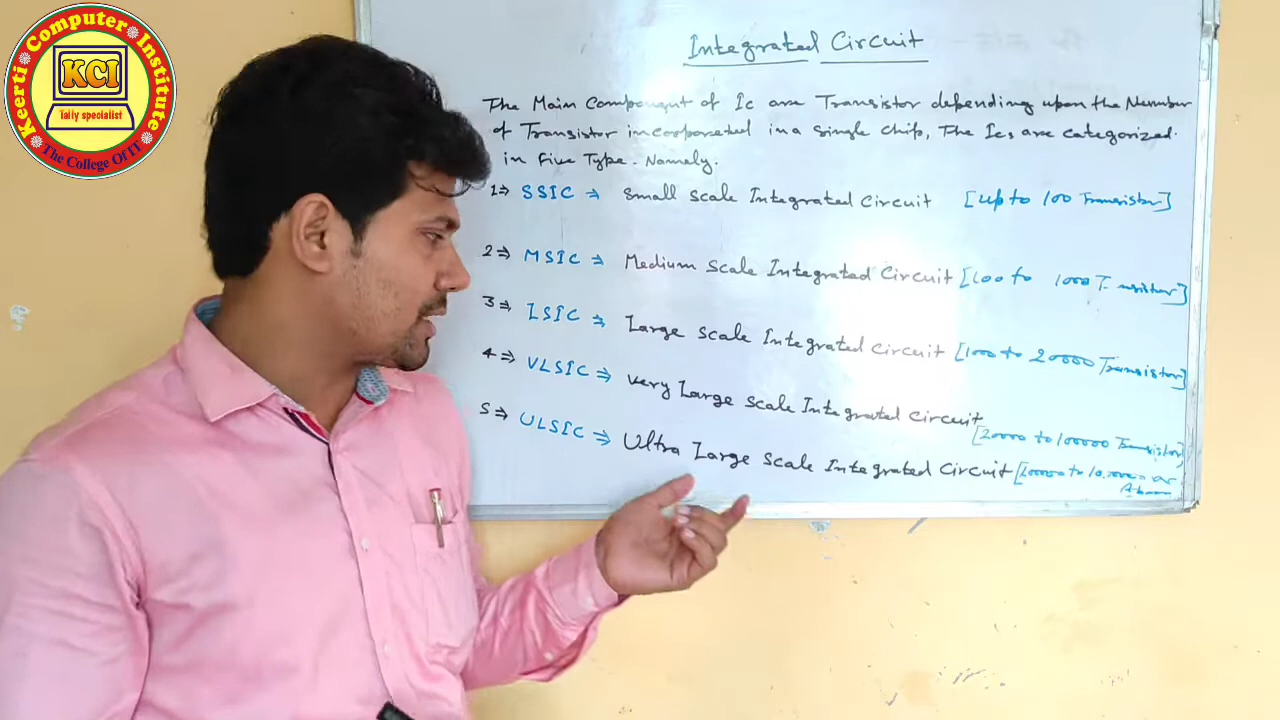 Keerti Computer Institute
KCI
Tally specialist
The College Of IT
Integrated Circuit
The Main Component of Ic are Transistor depending upon the Number
of Transistor incorporated in a single chip, The Ics are categorized.
in five Type. Namely.
1⇒ SSIC ⇒ Small scale Integrated Circuit [up to 100 Transistor]
2⇒ MSIC ⇒ Medium scale Integrated Circuit [100 to 1000
3⇒ LSIC ⇒ Large scale Integrated Circuit [1000 to 20000 Transistor]
4⇒ VLSIC ⇒ very Large scale Integrated Circuit
[20000 to 100000 Transistor]
5⇒ ULSIC ⇒ Ultra Large Scale Integrated Circuit